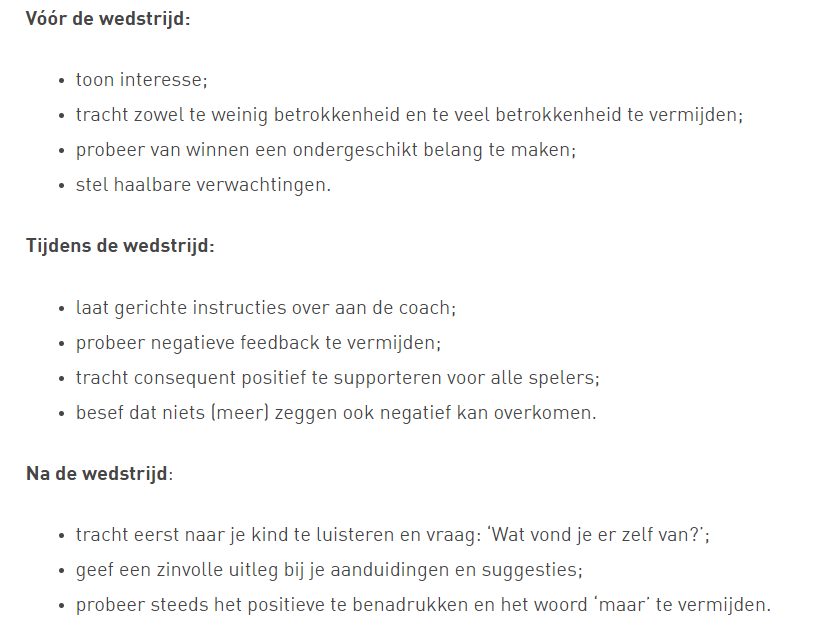 Vóór de wedstrijd:
• toon interesse;
• tracht zowel te weinig betrokkenheid en te veel betrokkenheid te vermijden;
• probeer van winnen een ondergeschikt belang te maken;
• stel haalbare verwachtingen.
Tijdens de wedstrijd:
• laat gerichte instructies over aan de coach;
• probeer negatieve feedback te vermijden;
• tracht consequent positief te supporteren voor alle spelers;
• besef dat niets (meer) zeggen ook negatief kan overkomen.
Na de wedstrijd:
• tracht eerst naar je kind te luisteren en vraag: ‘Wat vond je er zelf van?’;
• geef een zinvolle uitleg bij je aanduidingen en suggesties;
• probeer steeds het positieve te benadrukken en het woord ‘maar’ te vermijden.